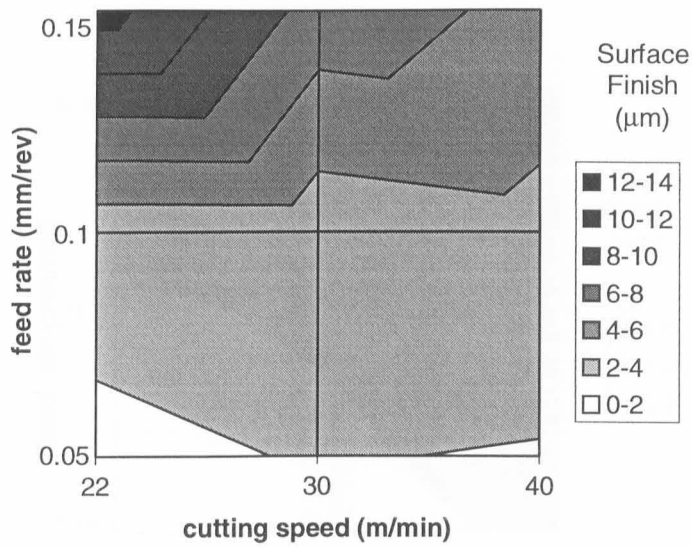 0.15
0.1
0.05
feed rate (mm/rev)
22
30
40
cutting speed (m/min)
Surface
Finish
(μm)
12-14
10-12
8-10
6-8
4-6
2-4
0-2